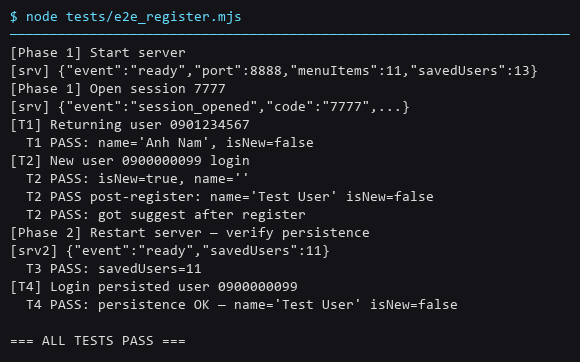 $ node tests/e2e_register.mjs
[Phase 1] Start server
[srv] {"event":"ready","port":8888,"menuItems":11,"savedUsers":13}
[Phase 1] Open session 7777
[srv] {"event":"session_opened","code":"7777",...}
[T1] Returning user 0901234567
  T1 PASS: name='Anh Nam', isNew=false
[T2] New user 0900000099 login
  T2 PASS: isNew=true, name=''
  T2 PASS post-register: name='Test User' isNew=false
  T2 PASS: got suggest after register
[Phase 2] Restart server — verify persistence
[srv2] {"event":"ready","savedUsers":11}
  T3 PASS: savedUsers=11
[T4] Login persisted user 0900000099
  T4 PASS: persistence OK — name='Test User' isNew=false
=== ALL TESTS PASS ===